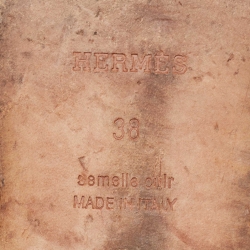 HERMES
38
semelle cuir
MADE IN ITALY